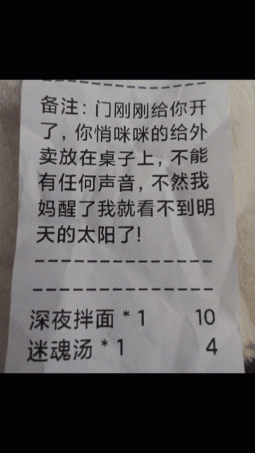 备注：门刚刚给你开
了，你悄咪咪的给外
卖放在桌子上，不能
有任何声音，不然我
妈醒了我就看不到明
天的太阳了!
深夜拌面 * 1 10
迷魂汤 * 1 4